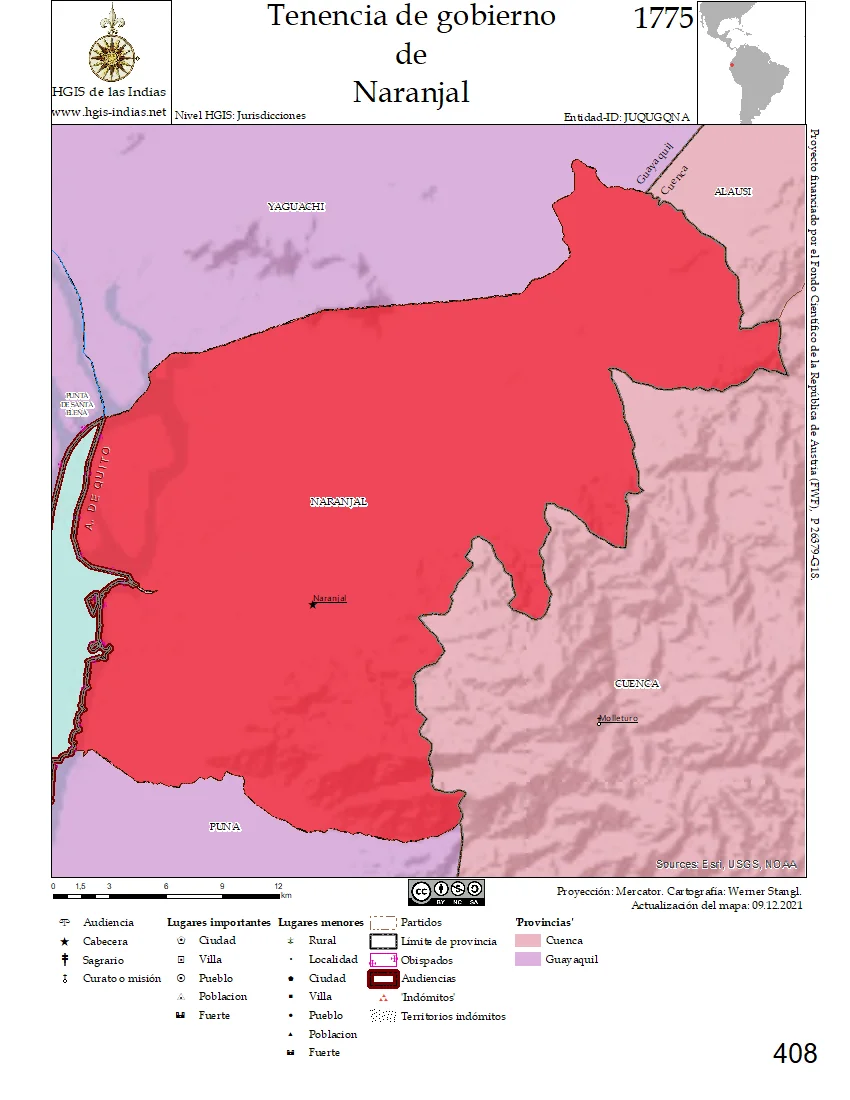 Tenencia de gobierno
de
Naranjal
1775
HGIS de las Indias
www.hgis-indias.net
Nivel HGIS: Jurisdicciones
Entidad-ID: JUQUGQNA
Proyecto financiado por el Fondo Científico de la República de Austria (FWF), P 26379-G18.
Guayaquil
Cuenca
ALAUSI
YAGUACHI
PUNTA
DE SANTA
ELENA
A. DE QUITO
NARANJAL
Naranjal
CUENCA
Molleturo
PUNA
Sources: Esri, USGS, NOAA
0 1,5 3 6 9 12
km
CC BY NC SA
Proyección: Mercator. Cartografía: Werner Stangl.
Actualización del mapa: 09.12.2021
Audiencia
Cabecera
Sagrario
Curato o misión
Lugares importantes
Ciudad
Villa
Pueblo
Poblacion
Fuerte
Lugares menores
Rural
Localidad
Ciudad
Villa
Pueblo
Poblacion
Fuerte
Partidos
Límite de provincia
Obispados
Audiencias
'Indómitos'
Territorios indómitos
'Provincias'
Cuenca
Guayaquil
408